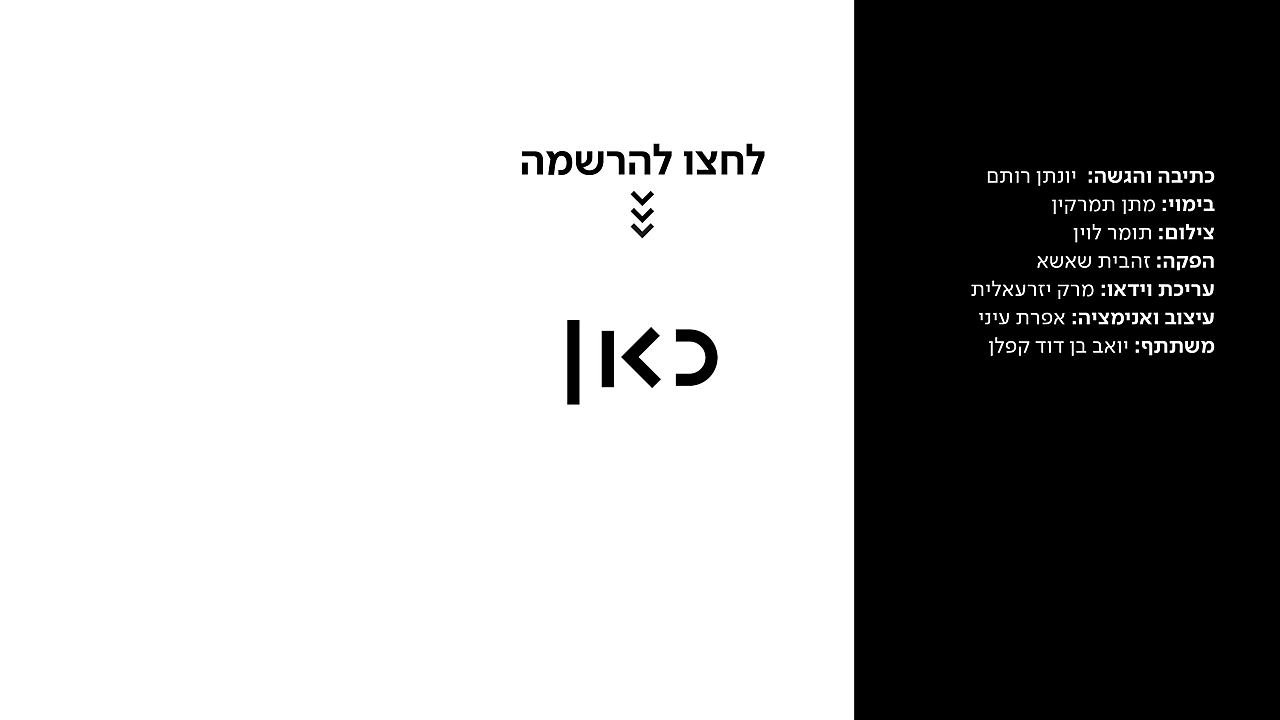 לחצו להרשמה
כאן
כתיבה והגשה: יונתן רותם
בימוי: מתן תמרקין
צילום: תומר לוין
הפקה: זהבית שאשא
עריכת וידאו: מרק יזרעאלית
עיצוב ואנימציה: אפרת עיני
משתתף: יואב בן דוד קפלן